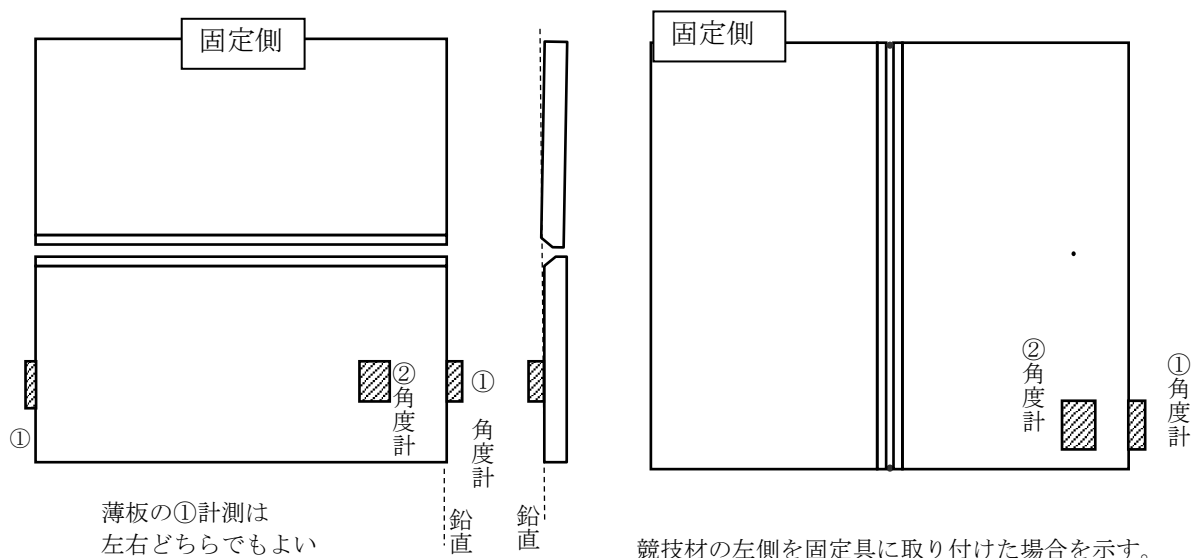 固定側
②角度計
①
角度計
①
鉛直
鉛直
薄板の①計測は
左右どちらでもよい
固定側
②角度計
①角度計
競技材の左側を固定具に取り付けた場合を示す。